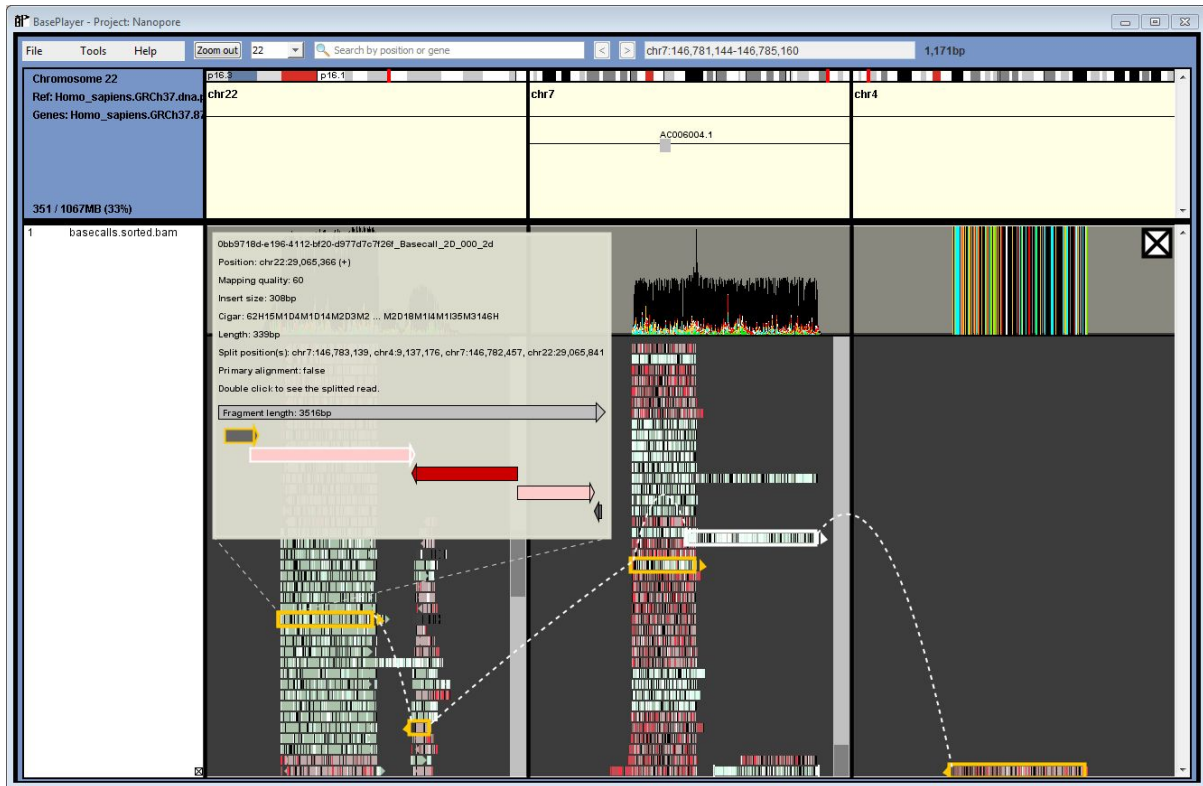 BasePlayer - Project: Nanopore
File Tools Help Zoom out 22 Search by position or gene < > chr7:146,781,144-146,785,160 1,171bp
Chromosome 22
Ref: Homo_sapiens.GRCh37.dna.p
Genes: Homo_sapiens.GRCh37.87
351 / 1067MB (33%)
p16.3 p16.1
chr22 chr7 chr4
AC006004.1
1 basecalls.sorted.bam
0bb9718d-e196-4112-bf20-d977d7c7f26f_Basecall_2D_000_2d
Position: chr22:29,065,366 (+)
Mapping quality: 60
Insert size: 308bp
Cigar: 62H15M1D4M1D14M2D3M2 ... M2D18M1I4M1I35M3146H
Length: 339bp
Split position(s): chr7:146,783,139, chr4:9,137,176, chr7:146,782,457, chr22:29,065,841
Primary alignment: false
Double click to see the splitted read.
Fragment length: 3516bp